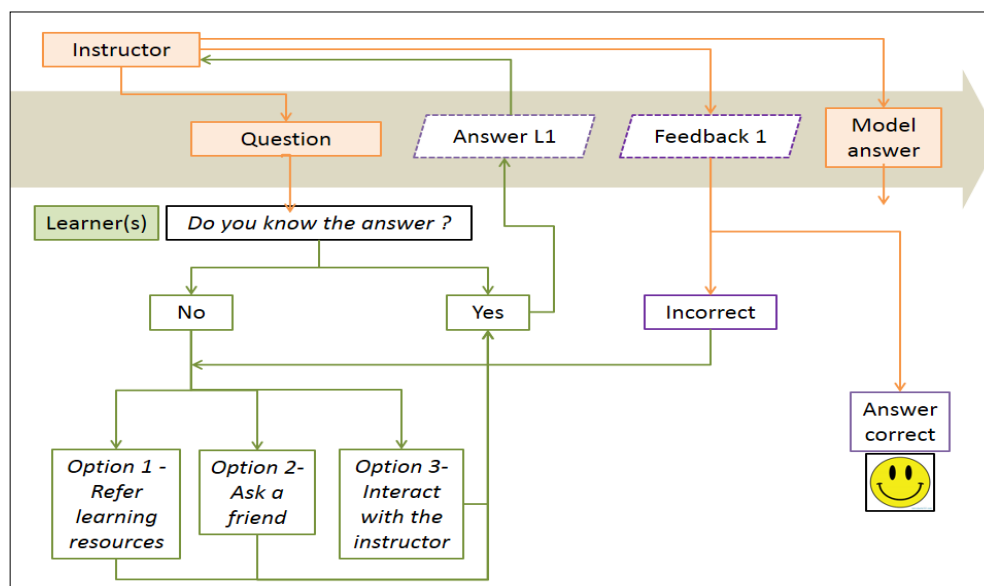 Instructor
Question
Answer L1
Feedback 1
Model
answer
Learner(s)
Do you know the answer ?
No
Yes
Incorrect
Answer
correct
Option 1 -
Refer
learning
resources
Option 2-
Ask a
friend
Option 3-
Interact
with the
instructor